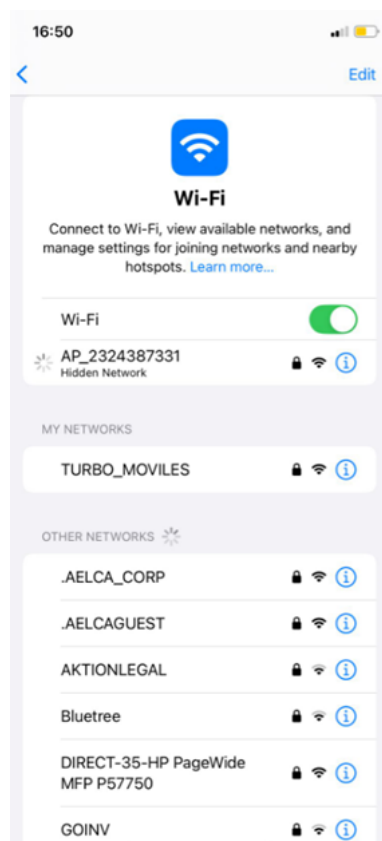 16:50
Edit
Wi-Fi
Connect to Wi-Fi, view available networks, and
manage settings for joining networks and nearby
hotspots. Learn more...
Wi-Fi
AP_2324387331
Hidden Network
MY NETWORKS
TURBO_MOVILES
OTHER NETWORKS
.AELCA_CORP
.AELCAGUEST
AKTIONLEGAL
Bluetree
DIRECT-35-HP PageWide
MFP P57750
GOINV